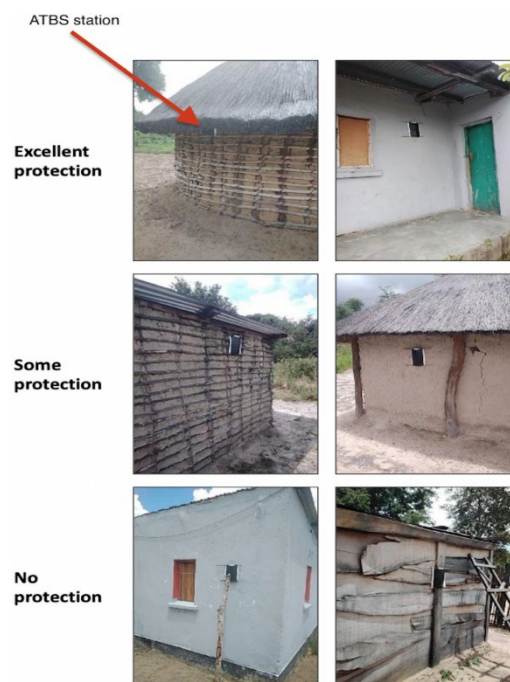 ATBS station
Excellent
protection
Some
protection
No
protection